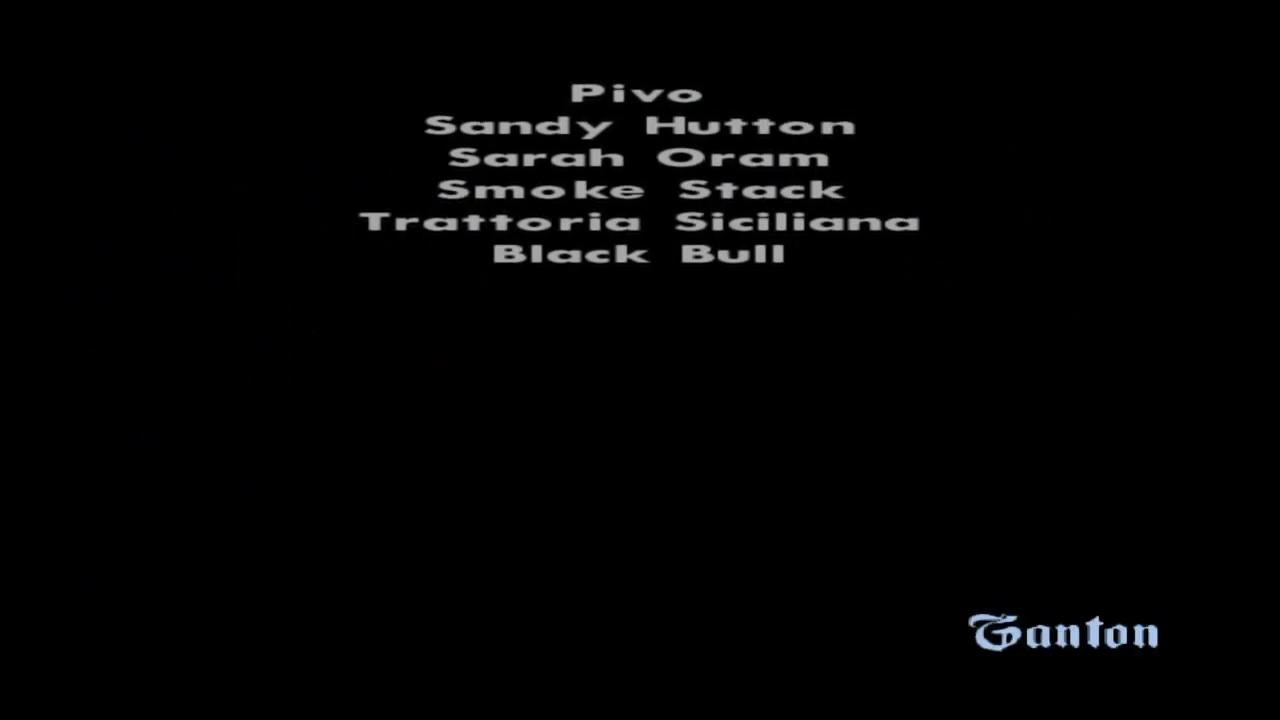 Pivo
Sandy Hutton
Sarah Oram
Smoke Stack
Trattoria Siciliana
Black Bull
Ganton